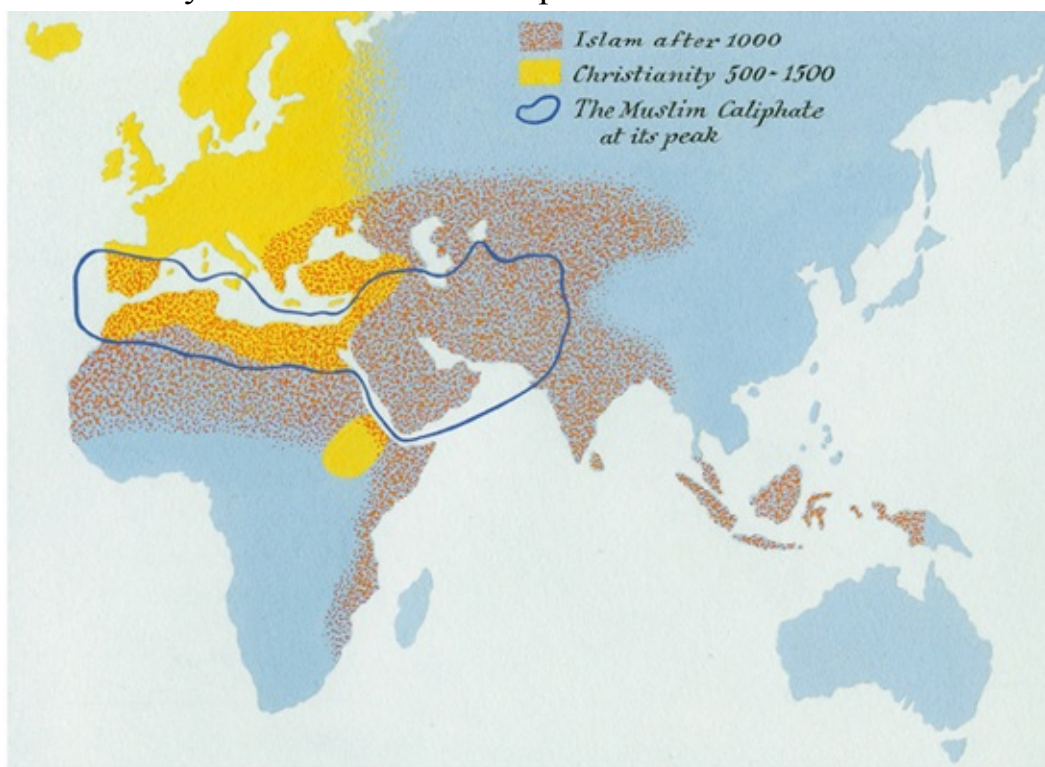 Islam after 1000
Christianity 500-1500
The Muslim Caliphate
at its peak